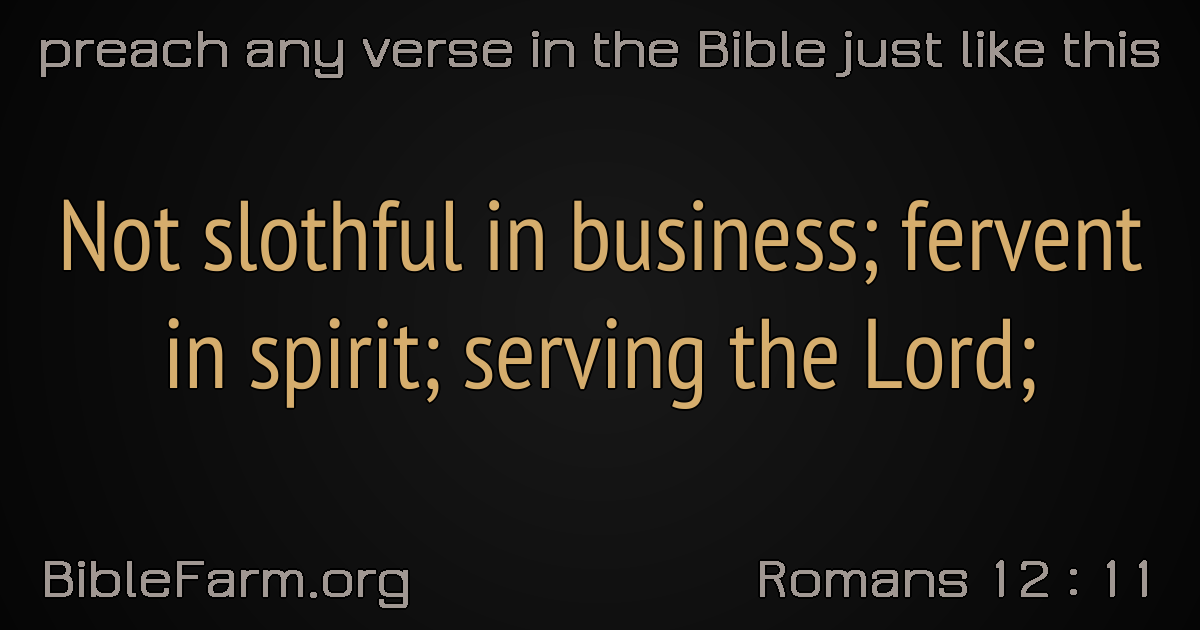 preach any verse in the Bible just like this
Not slothful in business; fervent
in spirit; serving the Lord;
BibleFarm.org
Romans 12 : 11